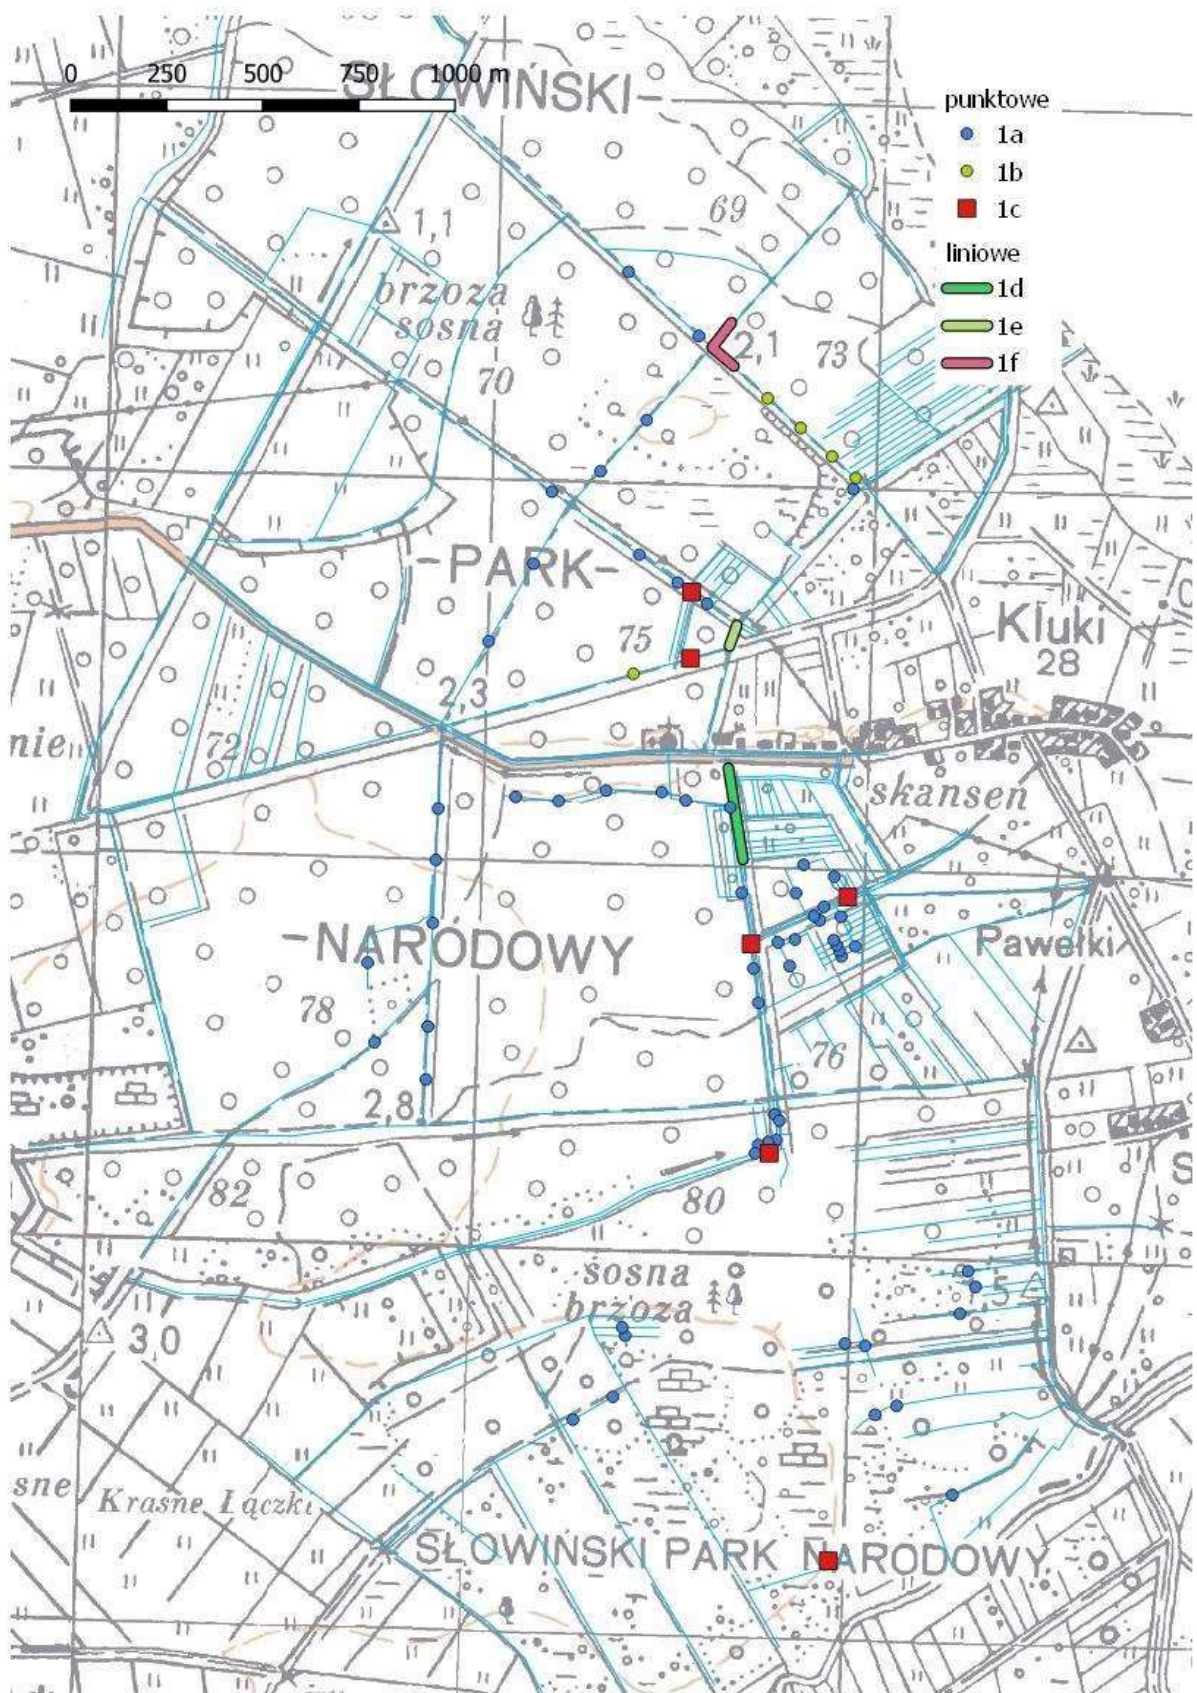 0 250 500 750 1000 m
SŁOWIŃSKI
punktowe
1a
1b
1c
liniowe
1d
1e
1f
69
1,1
brzoza
sosna
2,1
73
70
PARK
75
Kluki
28
2,3
nie
72
skansen
NARODOWY
Pawełki
78
76
2,8
82
80
S
sosna
brzoza
5
3,0
sne
Krasne Łączki
SŁOWIŃSKI PARK NARODOWY